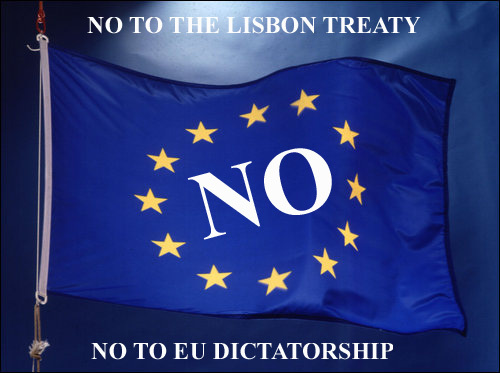 NO TO THE LISBON TREATY
NO
NO TO EU DICTATORSHIP